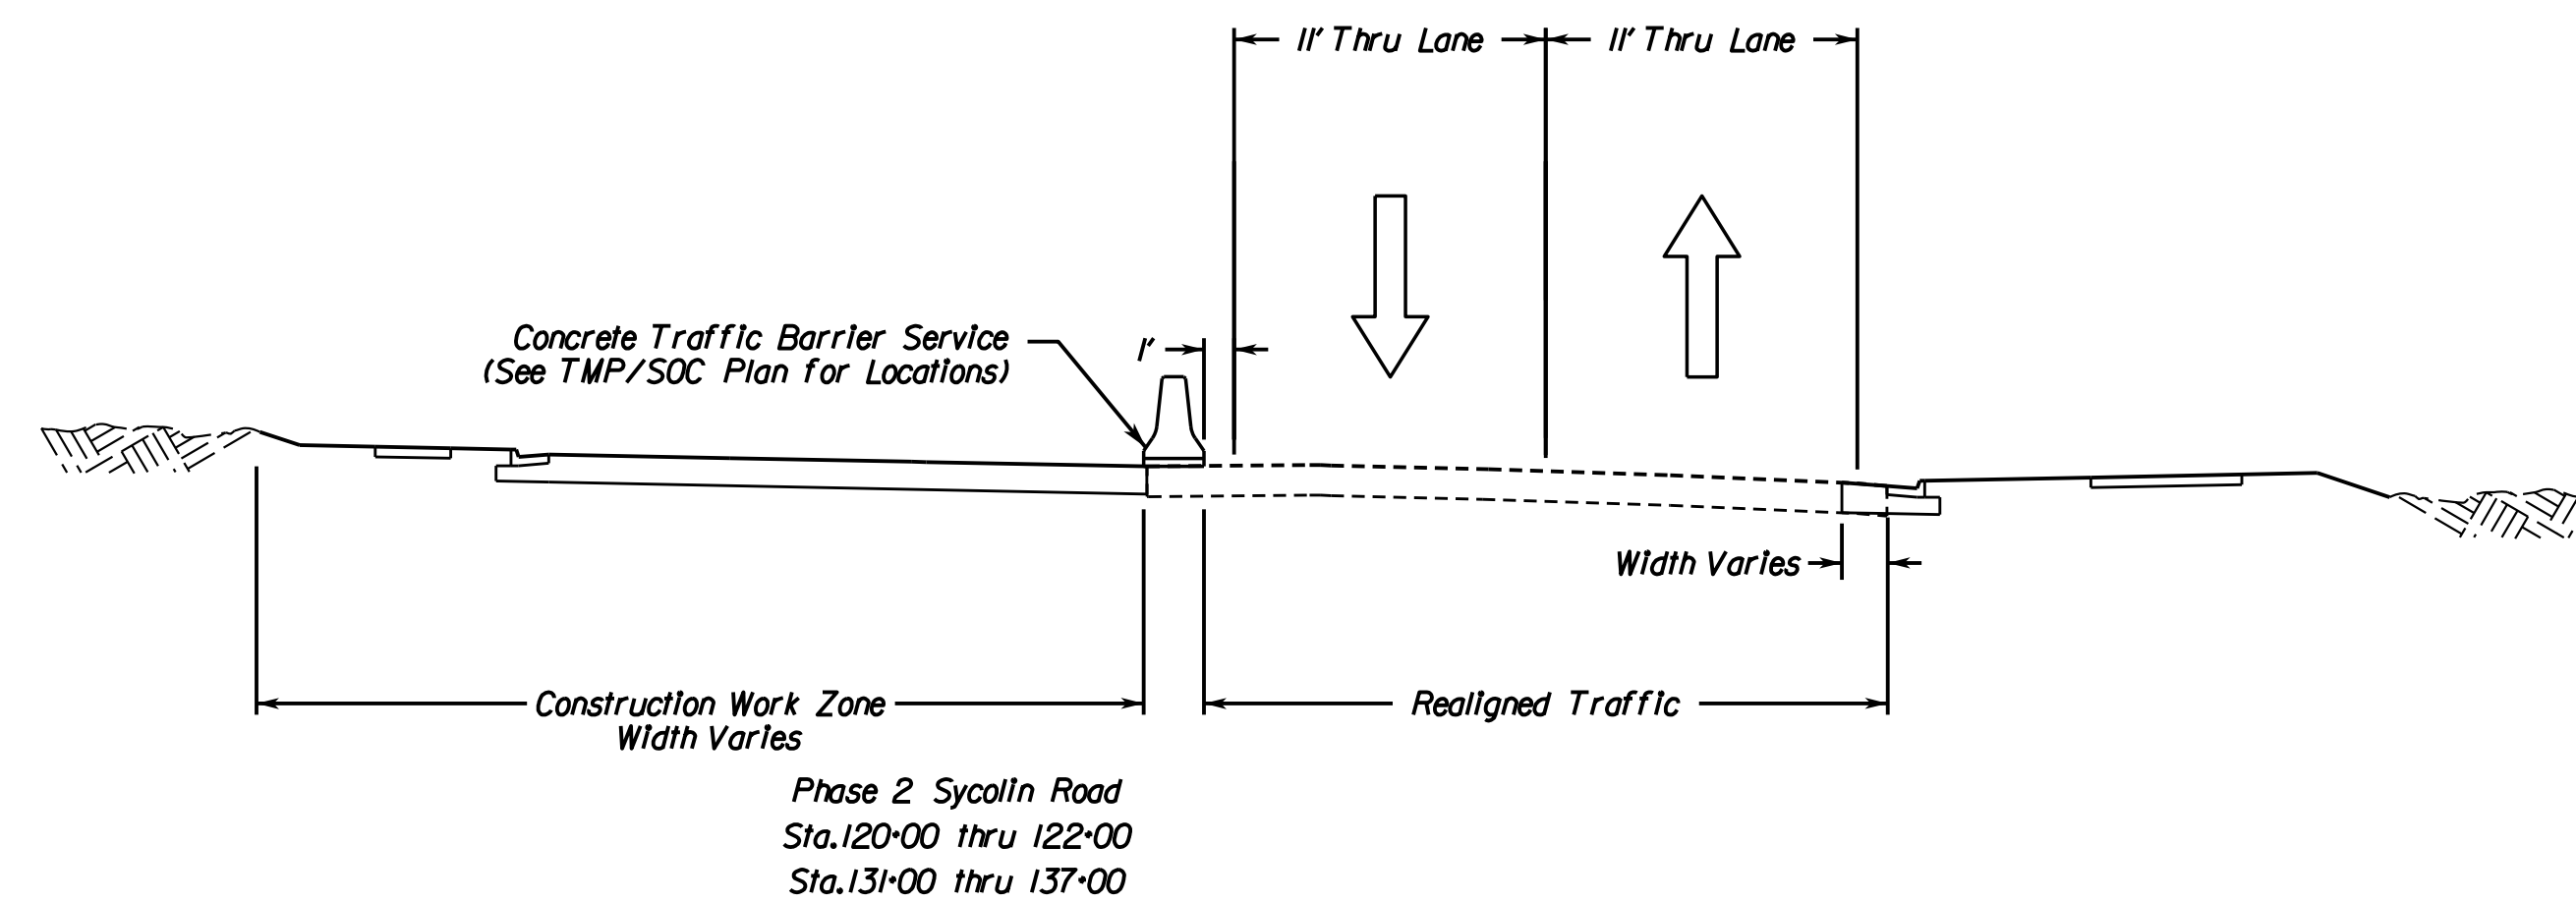 11' Thru Lane 11' Thru Lane
Concrete Traffic Barrier Service
(See TMP/SOC Plan for Locations)
1'
Width Varies
Construction Work Zone
Width Varies
Realigned Traffic
Phase 2 Sycolin Road
Sta.120+00 thru 122+00
Sta.131+00 thru 137+00